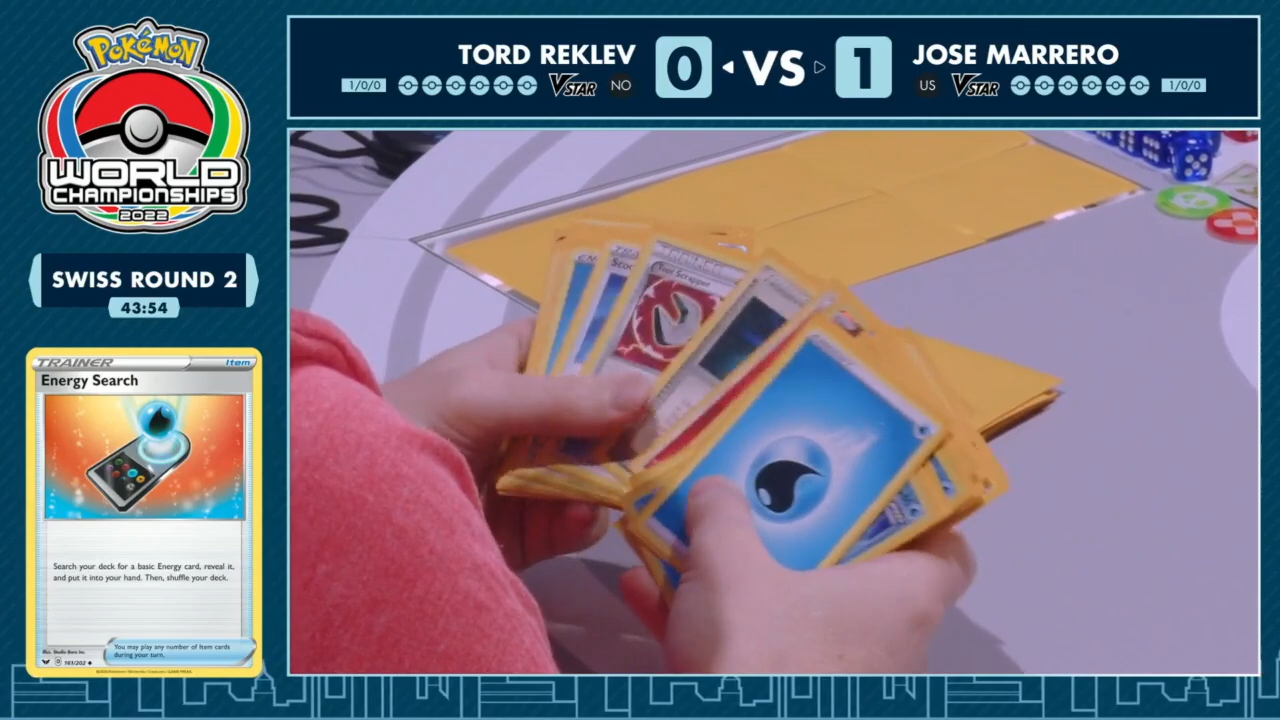 POKÉMON
WORLD
CHAMPIONSHIPS
2022
SWISS ROUND 2
43:54
TORD REKLEV
0
VS
1
JOSE MARRERO
1/0/0
VSTAR
NO
US
VSTAR
1/0/0
TRAINER
Item
Energy Search
Search your deck for a basic Energy card, reveal it,
and put it into your hand. Then, shuffle your deck.
You may play any number of Item cards
during your turn.
161/202
TRAINER
Tool Scrapper